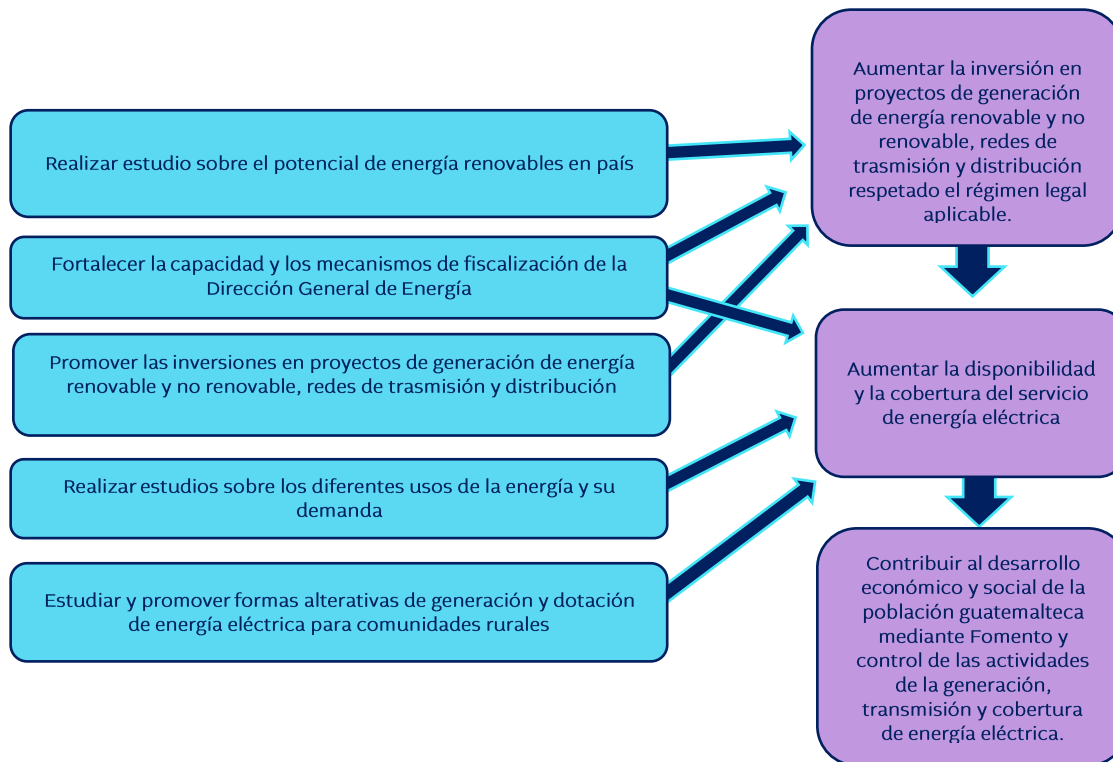 Realizar estudio sobre el potencial de energía renovables en país
Fortalecer la capacidad y los mecanismos de fiscalización de la
Dirección General de Energía
Promover las inversiones en proyectos de generación de energía
renovable y no renovable, redes de trasmisión y distribución
Realizar estudios sobre los diferentes usos de la energía y su
demanda
Estudiar y promover formas alterativas de generación y dotación
de energía eléctrica para comunidades rurales
Aumentar la inversión en
proyectos de generación
de energía renovable y no
renovable, redes de
trasmisión y distribución
respetado el régimen legal
aplicable.
Aumentar la disponibilidad
y la cobertura del servicio
de energía eléctrica
Contribuir al desarrollo
económico y social de la
población guatemalteca
mediante Fomento y
control de las actividades
de la generación,
transmisión y cobertura
de energía eléctrica.